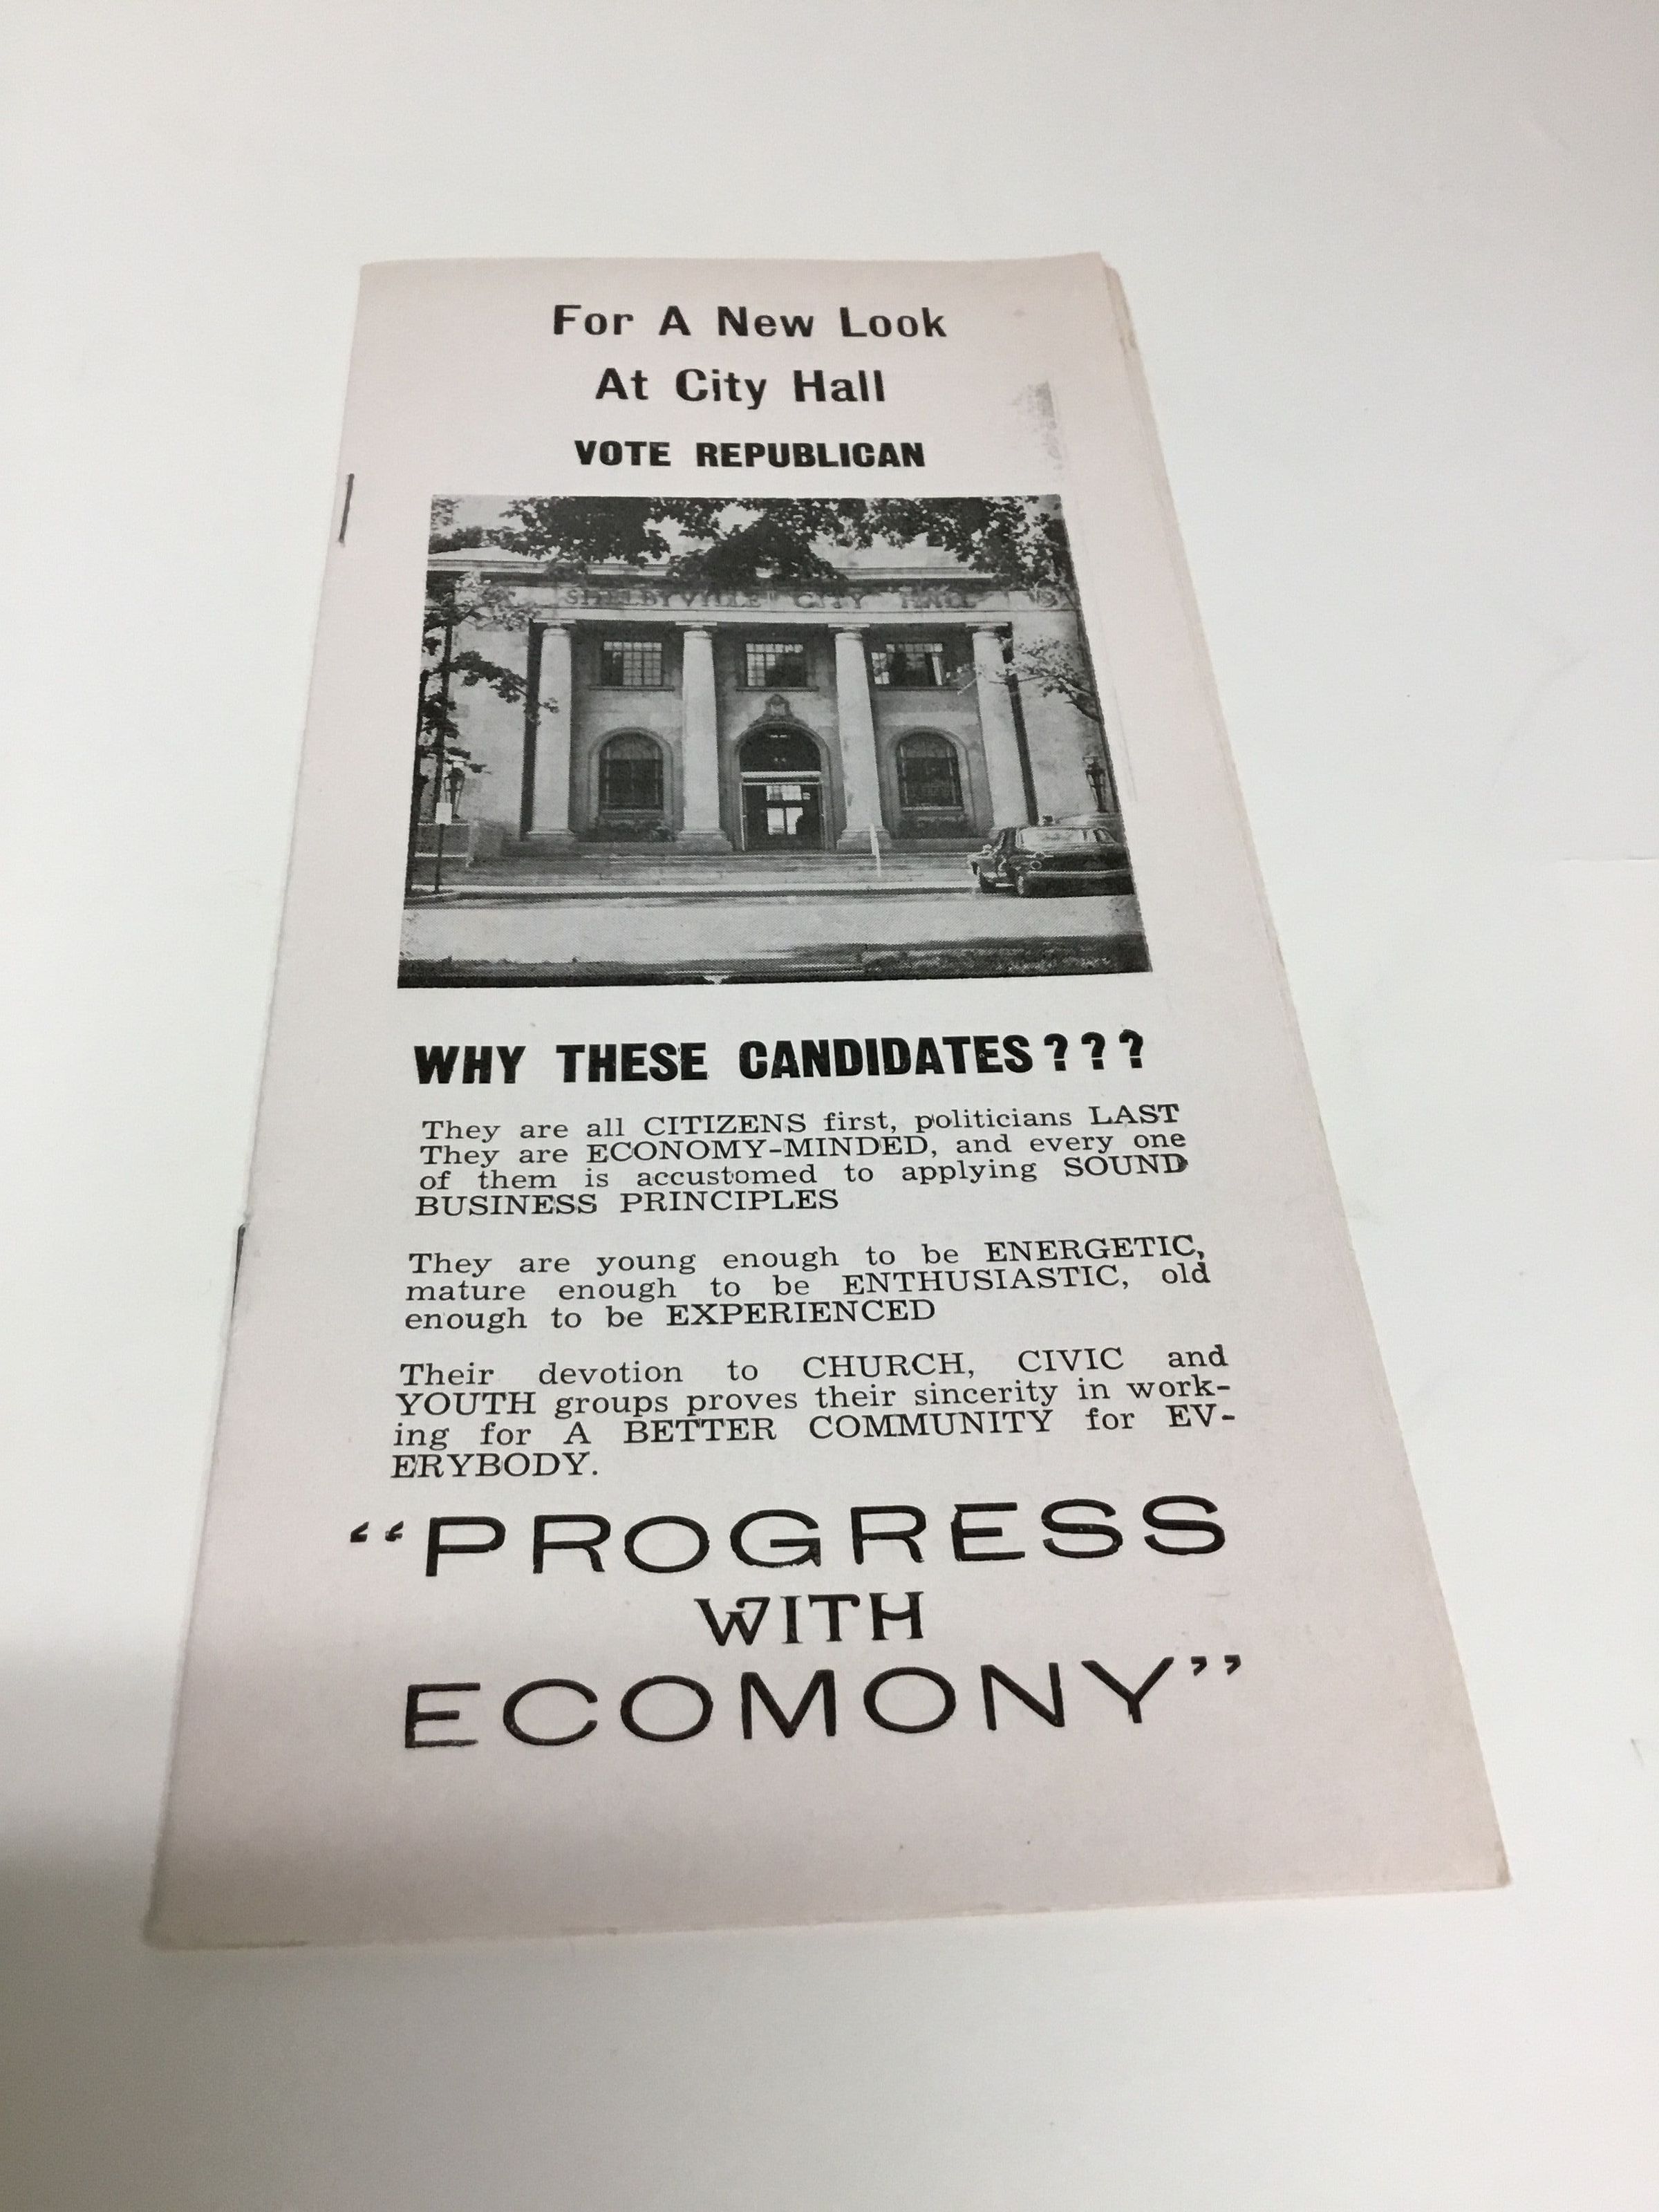 For A New Look
At City Hall
VOTE REPUBLICAN
SHELBYVILLE CITY HALL
WHY THESE CANDIDATES???
They are all CITIZENS first, politicians LAST
They are ECONOMY-MINDED, and every one
of them is accustomed to applying SOUND
BUSINESS PRINCIPLES
They are young enough to be ENERGETIC,
mature enough to be ENTHUSIASTIC, old
enough to be EXPERIENCED
Their devotion to CHURCH, CIVIC and
YOUTH groups proves their sincerity in work-
ing for A BETTER COMMUNITY for EV-
ERYBODY.
“PROGRESS
WITH
ECOMONY”